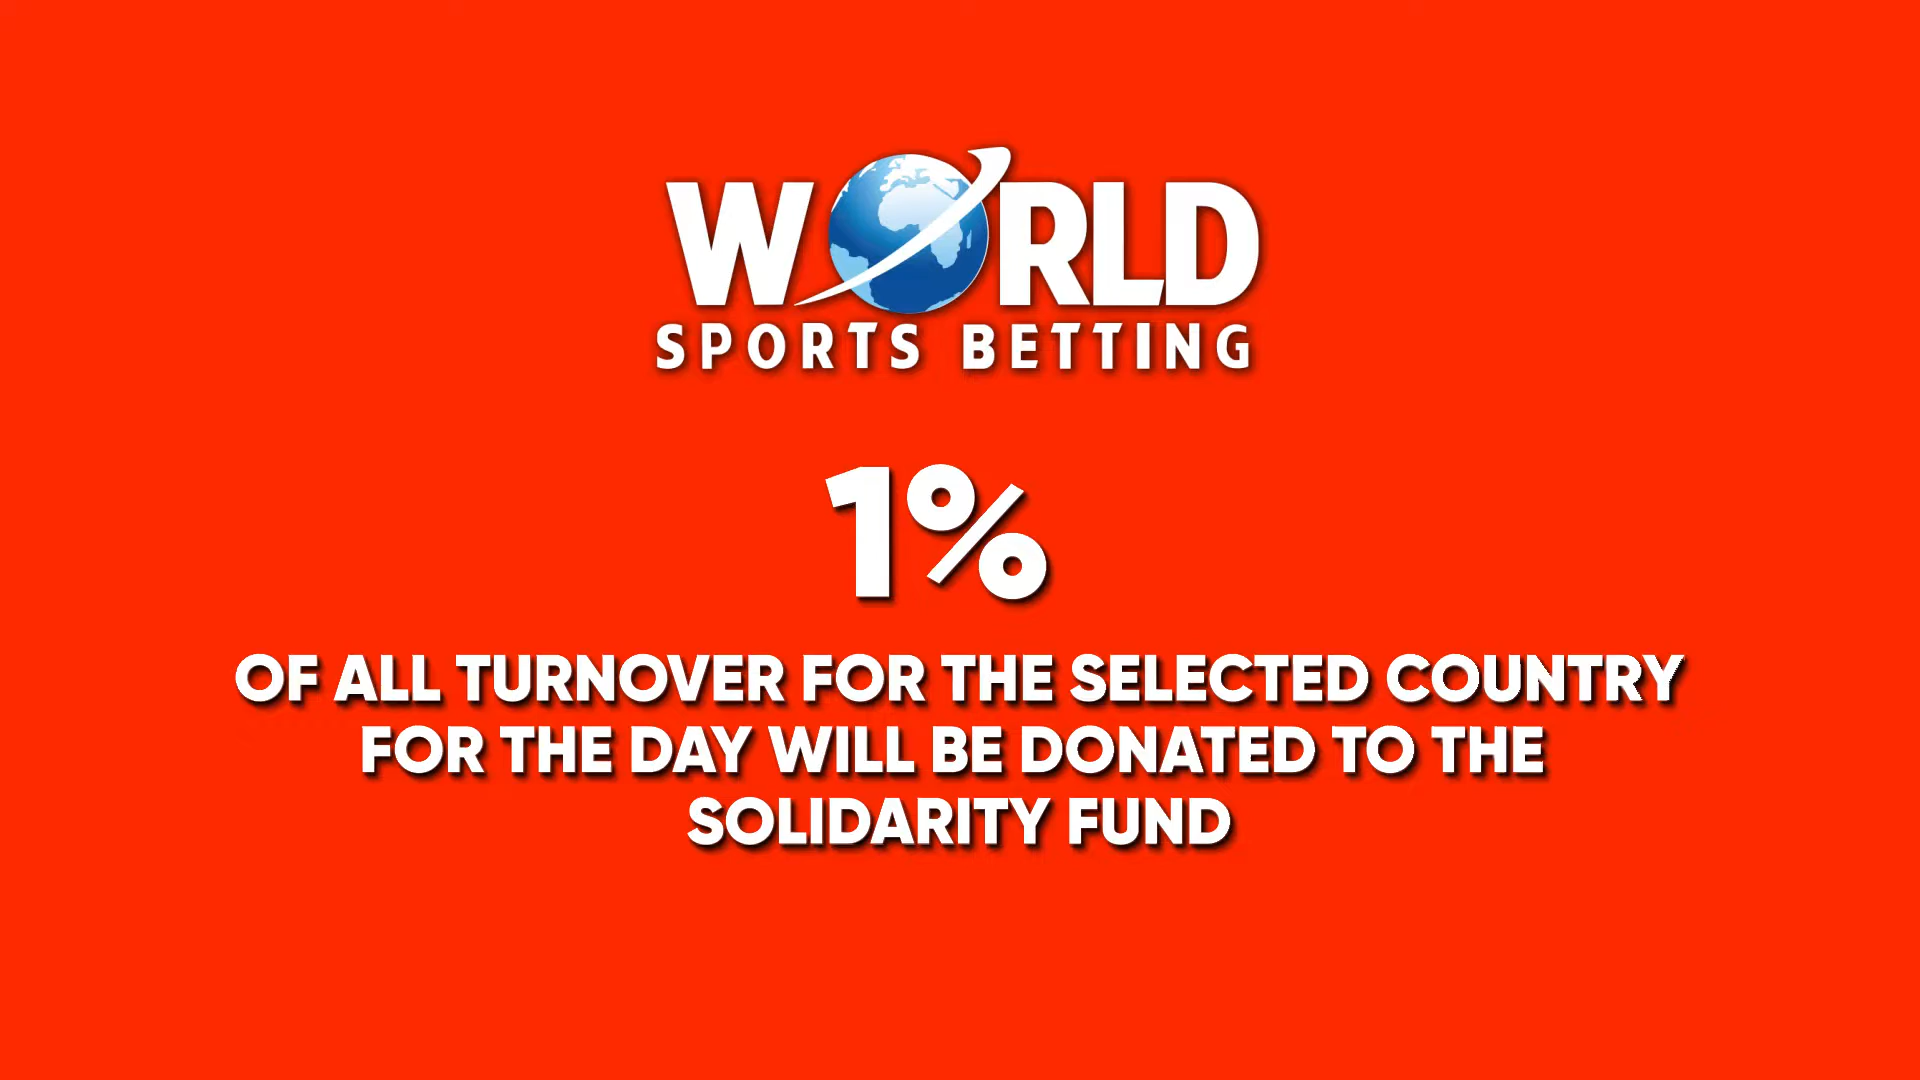 WORLD
SPORTS BETTING
1%
OF ALL TURNOVER FOR THE SELECTED COUNTRY
FOR THE DAY WILL BE DONATED TO THE
SOLIDARITY FUND